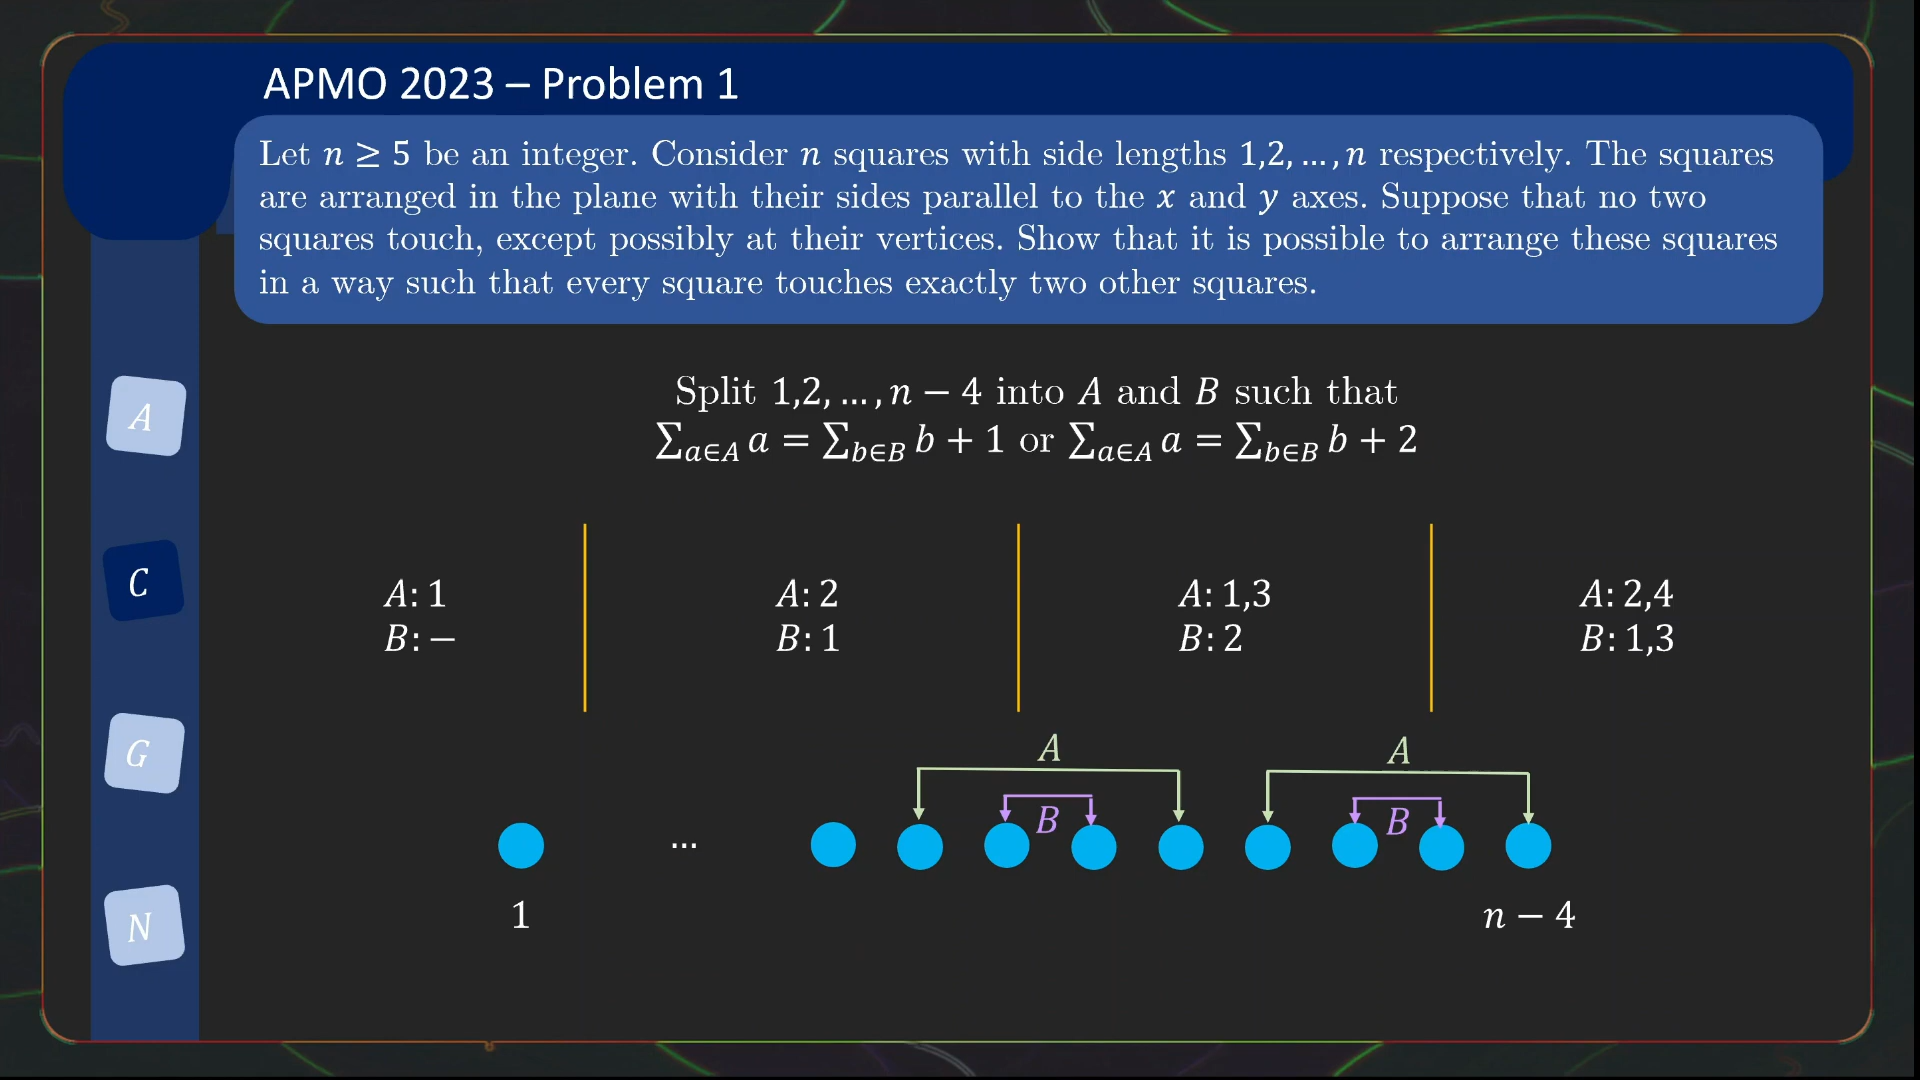 APMO 2023 – Problem 1
Let n ≥ 5 be an integer. Consider n squares with side lengths 1,2, … , n respectively. The squares
are arranged in the plane with their sides parallel to the x and y axes. Suppose that no two
squares touch, except possibly at their vertices. Show that it is possible to arrange these squares
in a way such that every square touches exactly two other squares.
Split 1,2, … , n − 4 into A and B such that
∑_{a∈A} a = ∑_{b∈B} b + 1 or ∑_{a∈A} a = ∑_{b∈B} b + 2
A
C
G
N
A: 1
B: −
A: 2
B: 1
A: 1,3
B: 2
A: 2,4
B: 1,3
A
A
B
B
...
1
n − 4